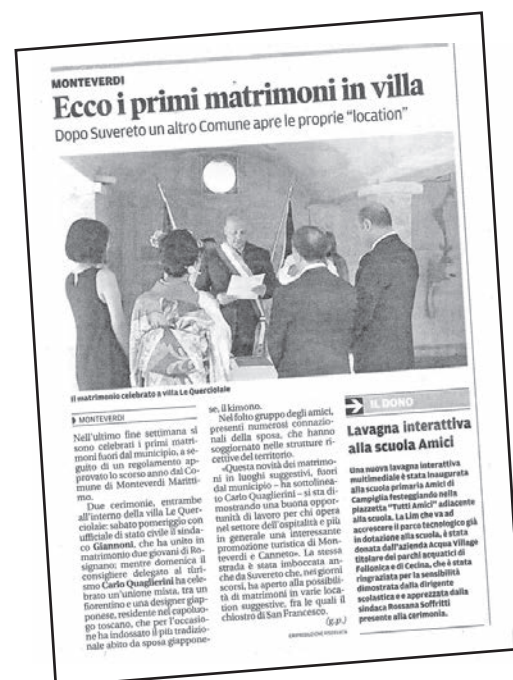 MONTEVERDI
Ecco i primi matrimoni in villa
Dopo Suvereto un altro Comune apre le proprie “location”
Il matrimonio celebrato a villa Le Querciolaie
MONTEVERDI
Nell'ultimo fine settimana si
sono celebrati i primi matri-
moni fuori dal municipio, a se-
guito di un regolamento ap-
provato lo scorso anno dal Co-
mune di Monteverdi Maritti-
mo.
Due cerimonie, entrambe
all'interno della villa Le Quer-
ciolaie: sabato pomeriggio con
ufficiale di stato civile il sinda-
co Giannoni, che ha unito in
matrimonio due giovani di Ro-
signano; mentre domenica il
consigliere delegato al turi-
smo Carlo Quaglierini ha cele-
brato un'unione mista, tra un
fiorentino e una designer giap-
ponese, residente nel capoluo-
go toscano, che per l'occasio-
ne ha indossato il più tradizio-
nale abito da sposa giappone-
se, il kimono.
Nel folto gruppo degli amici,
presenti numerosi connazio-
nali della sposa, che hanno
soggiornato nelle strutture ri-
cettive del territorio.
«Questa novità dei matrimo-
ni in luoghi suggestivi, fuori
dal municipio – ha sottolinea-
to Carlo Quaglierini – si sta di-
mostrando una buona oppor-
tunità di lavoro per chi opera
nel settore dell'ospitalità e più
in generale una interessante
promozione turistica di Mon-
teverdi e Canneto». La stessa
strada è stata imboccata an-
che da Suvereto che, nei giorni
scorsi, ha aperto alla possibili-
tà di matrimoni in varie loca-
tion suggestive, fra le quali il
chiostro di San Francesco.
(g.p.)
©RIPRODUZIONE RISERVATA
IL DONO
Lavagna interattiva
alla scuola Amici
Una nuova lavagna interattiva
multimediale è stata inaugurata
alla scuola primaria Amici di
Campiglia festeggiando nella
piazzetta "Tutti Amici" adiacente
alla scuola. La Lim che va ad
accrescere il parco tecnologico già
in dotazione alla scuola, è stata
donata dall'azienda Acqua Village
titolare dei parchi acquatici di
Follonica e di Cecina, che è stata
ringraziata per la sensibilità
dimostrata dalla dirigente
scolastica e e apprezzata dalla
sindaca Rossana Soffritti
presente alla cerimonia.